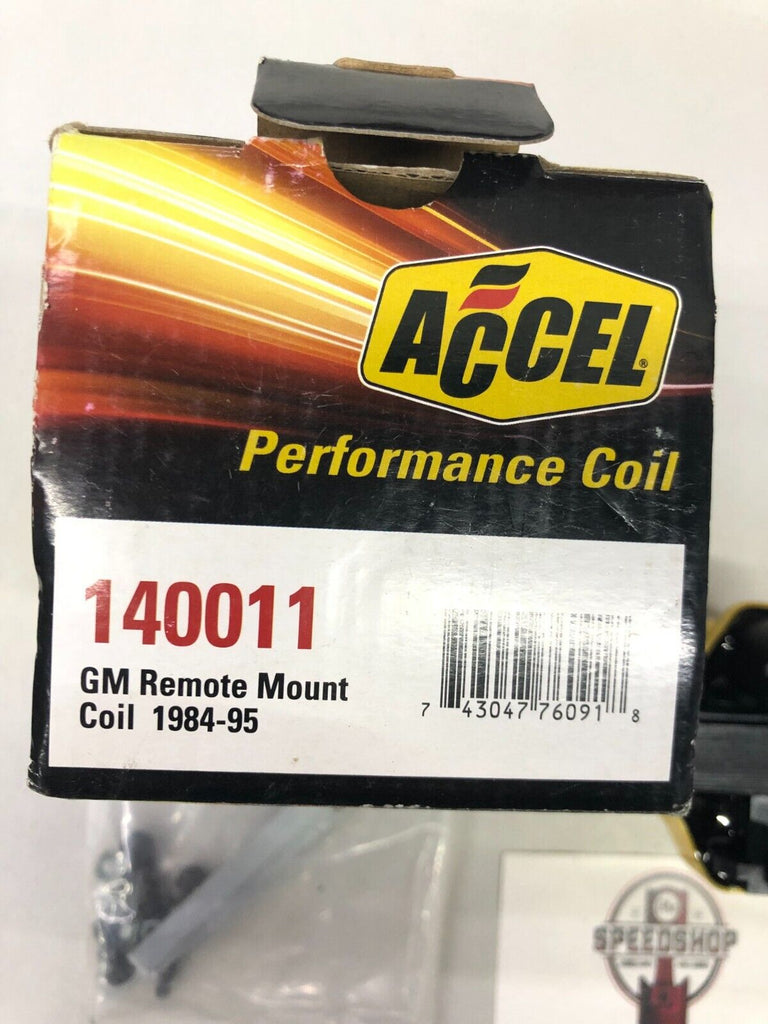 ACCEL®
Performance Coil
140011
GM Remote Mount
Coil 1984-95
7 43047 76091 8
SPEEDSHOP